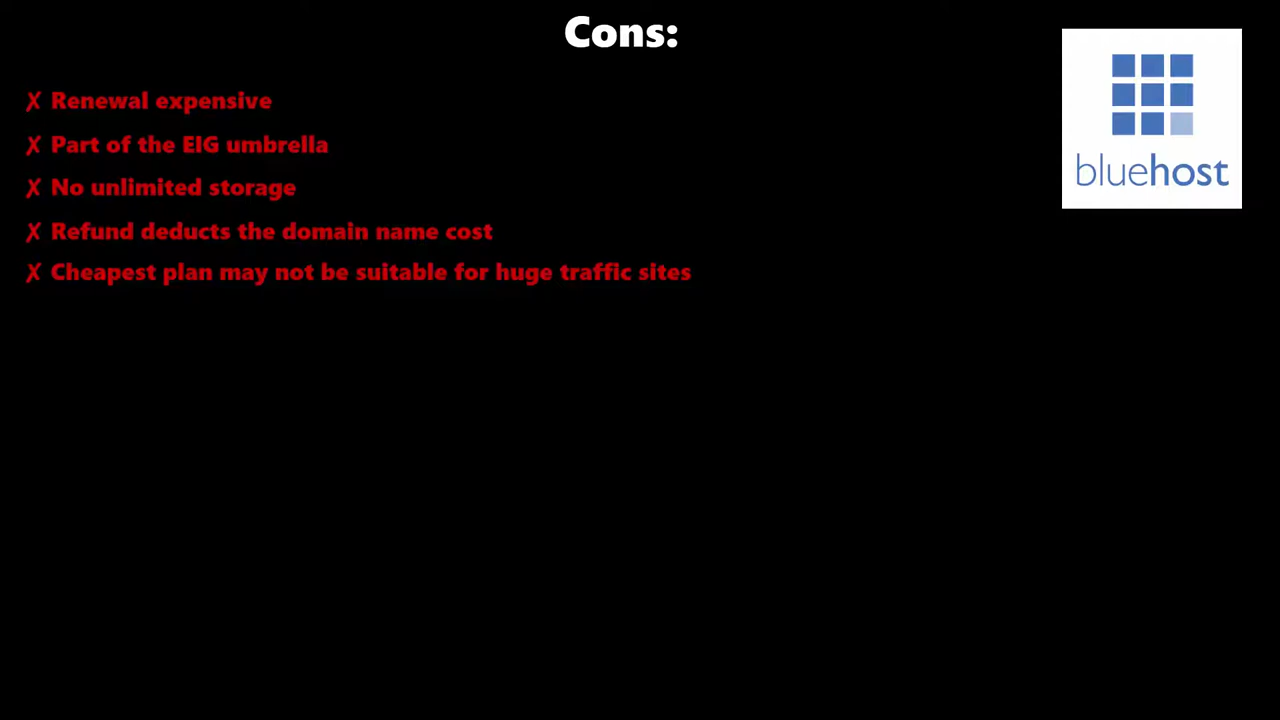 Cons:
✗ Renewal expensive
✗ Part of the EIG umbrella
✗ No unlimited storage
✗ Refund deducts the domain name cost
✗ Cheapest plan may not be suitable for huge traffic sites
bluehost